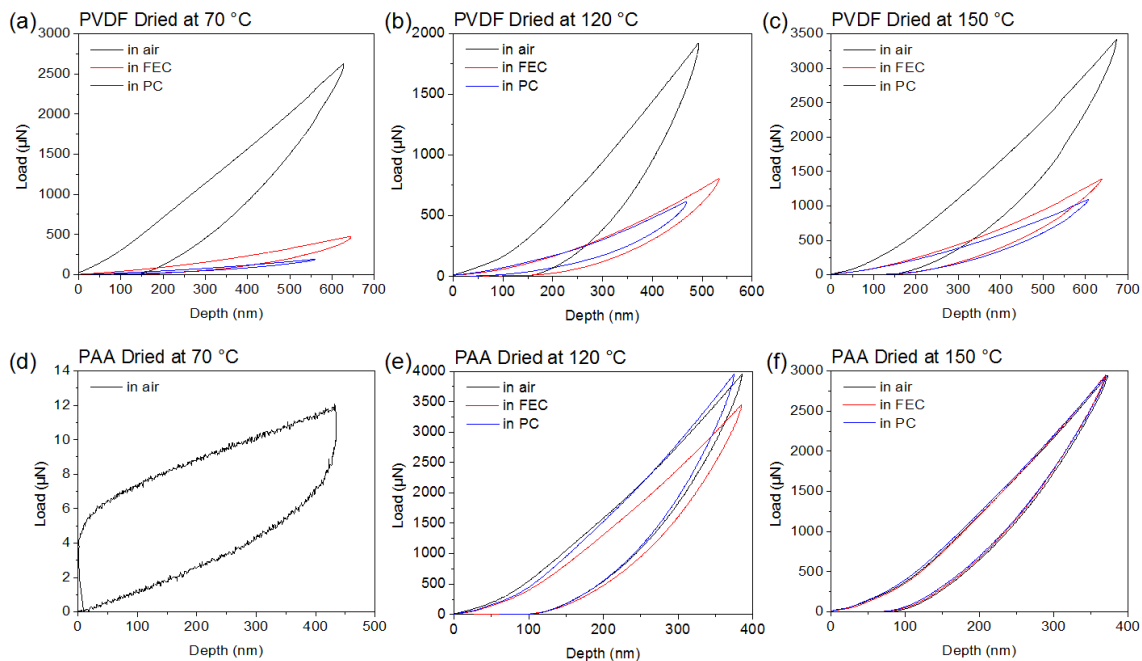 (a) PVDF Dried at 70 °C
3000
2500
2000
1500
1000
500
0
Load (µN)
in air
in FEC
in PC
0 100 200 300 400 500 600 700
Depth (nm)
(b) PVDF Dried at 120 °C
2000
1500
1000
500
0
Load (µN)
in air
in FEC
in PC
0 100 200 300 400 500 600
Depth (nm)
(c) PVDF Dried at 150 °C
3500
3000
2500
2000
1500
1000
500
0
Load (µN)
in air
in FEC
in PC
0 100 200 300 400 500 600 700
Depth (nm)
(d) PAA Dried at 70 °C
14
12
10
8
6
4
2
0
Load (µN)
in air
0 100 200 300 400 500
Depth (nm)
(e) PAA Dried at 120 °C
4000
3500
3000
2500
2000
1500
1000
500
0
Load (µN)
in air
in FEC
in PC
0 100 200 300 400
Depth (nm)
(f) PAA Dried at 150 °C
3000
2500
2000
1500
1000
500
0
Load (µN)
in air
in FEC
in PC
0 100 200 300 400
Depth (nm)